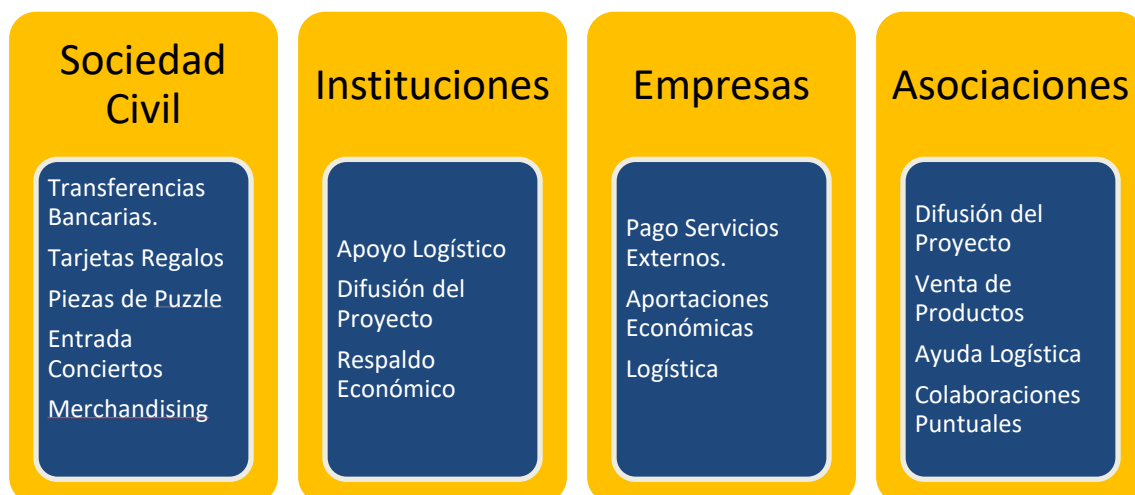 Sociedad
Civil
Transferencias
Bancarias.
Tarjetas Regalos
Piezas de Puzzle
Entrada
Conciertos
Merchandising
Instituciones
Apoyo Logístico
Difusión del
Proyecto
Respaldo
Económico
Empresas
Pago Servicios
Externos.
Aportaciones
Económicas
Logística
Asociaciones
Difusión del
Proyecto
Venta de
Productos
Ayuda Logística
Colaboraciones
Puntuales